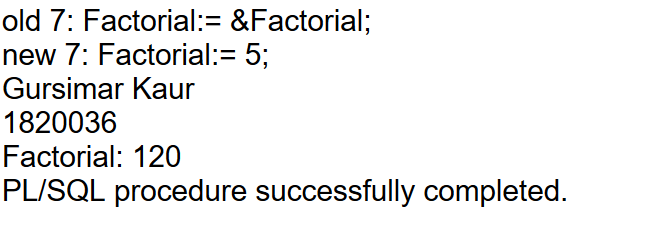 old 7: Factorial:= &Factorial;
new 7: Factorial:= 5;
Gursimar Kaur
1820036
Factorial: 120
PL/SQL procedure successfully completed.